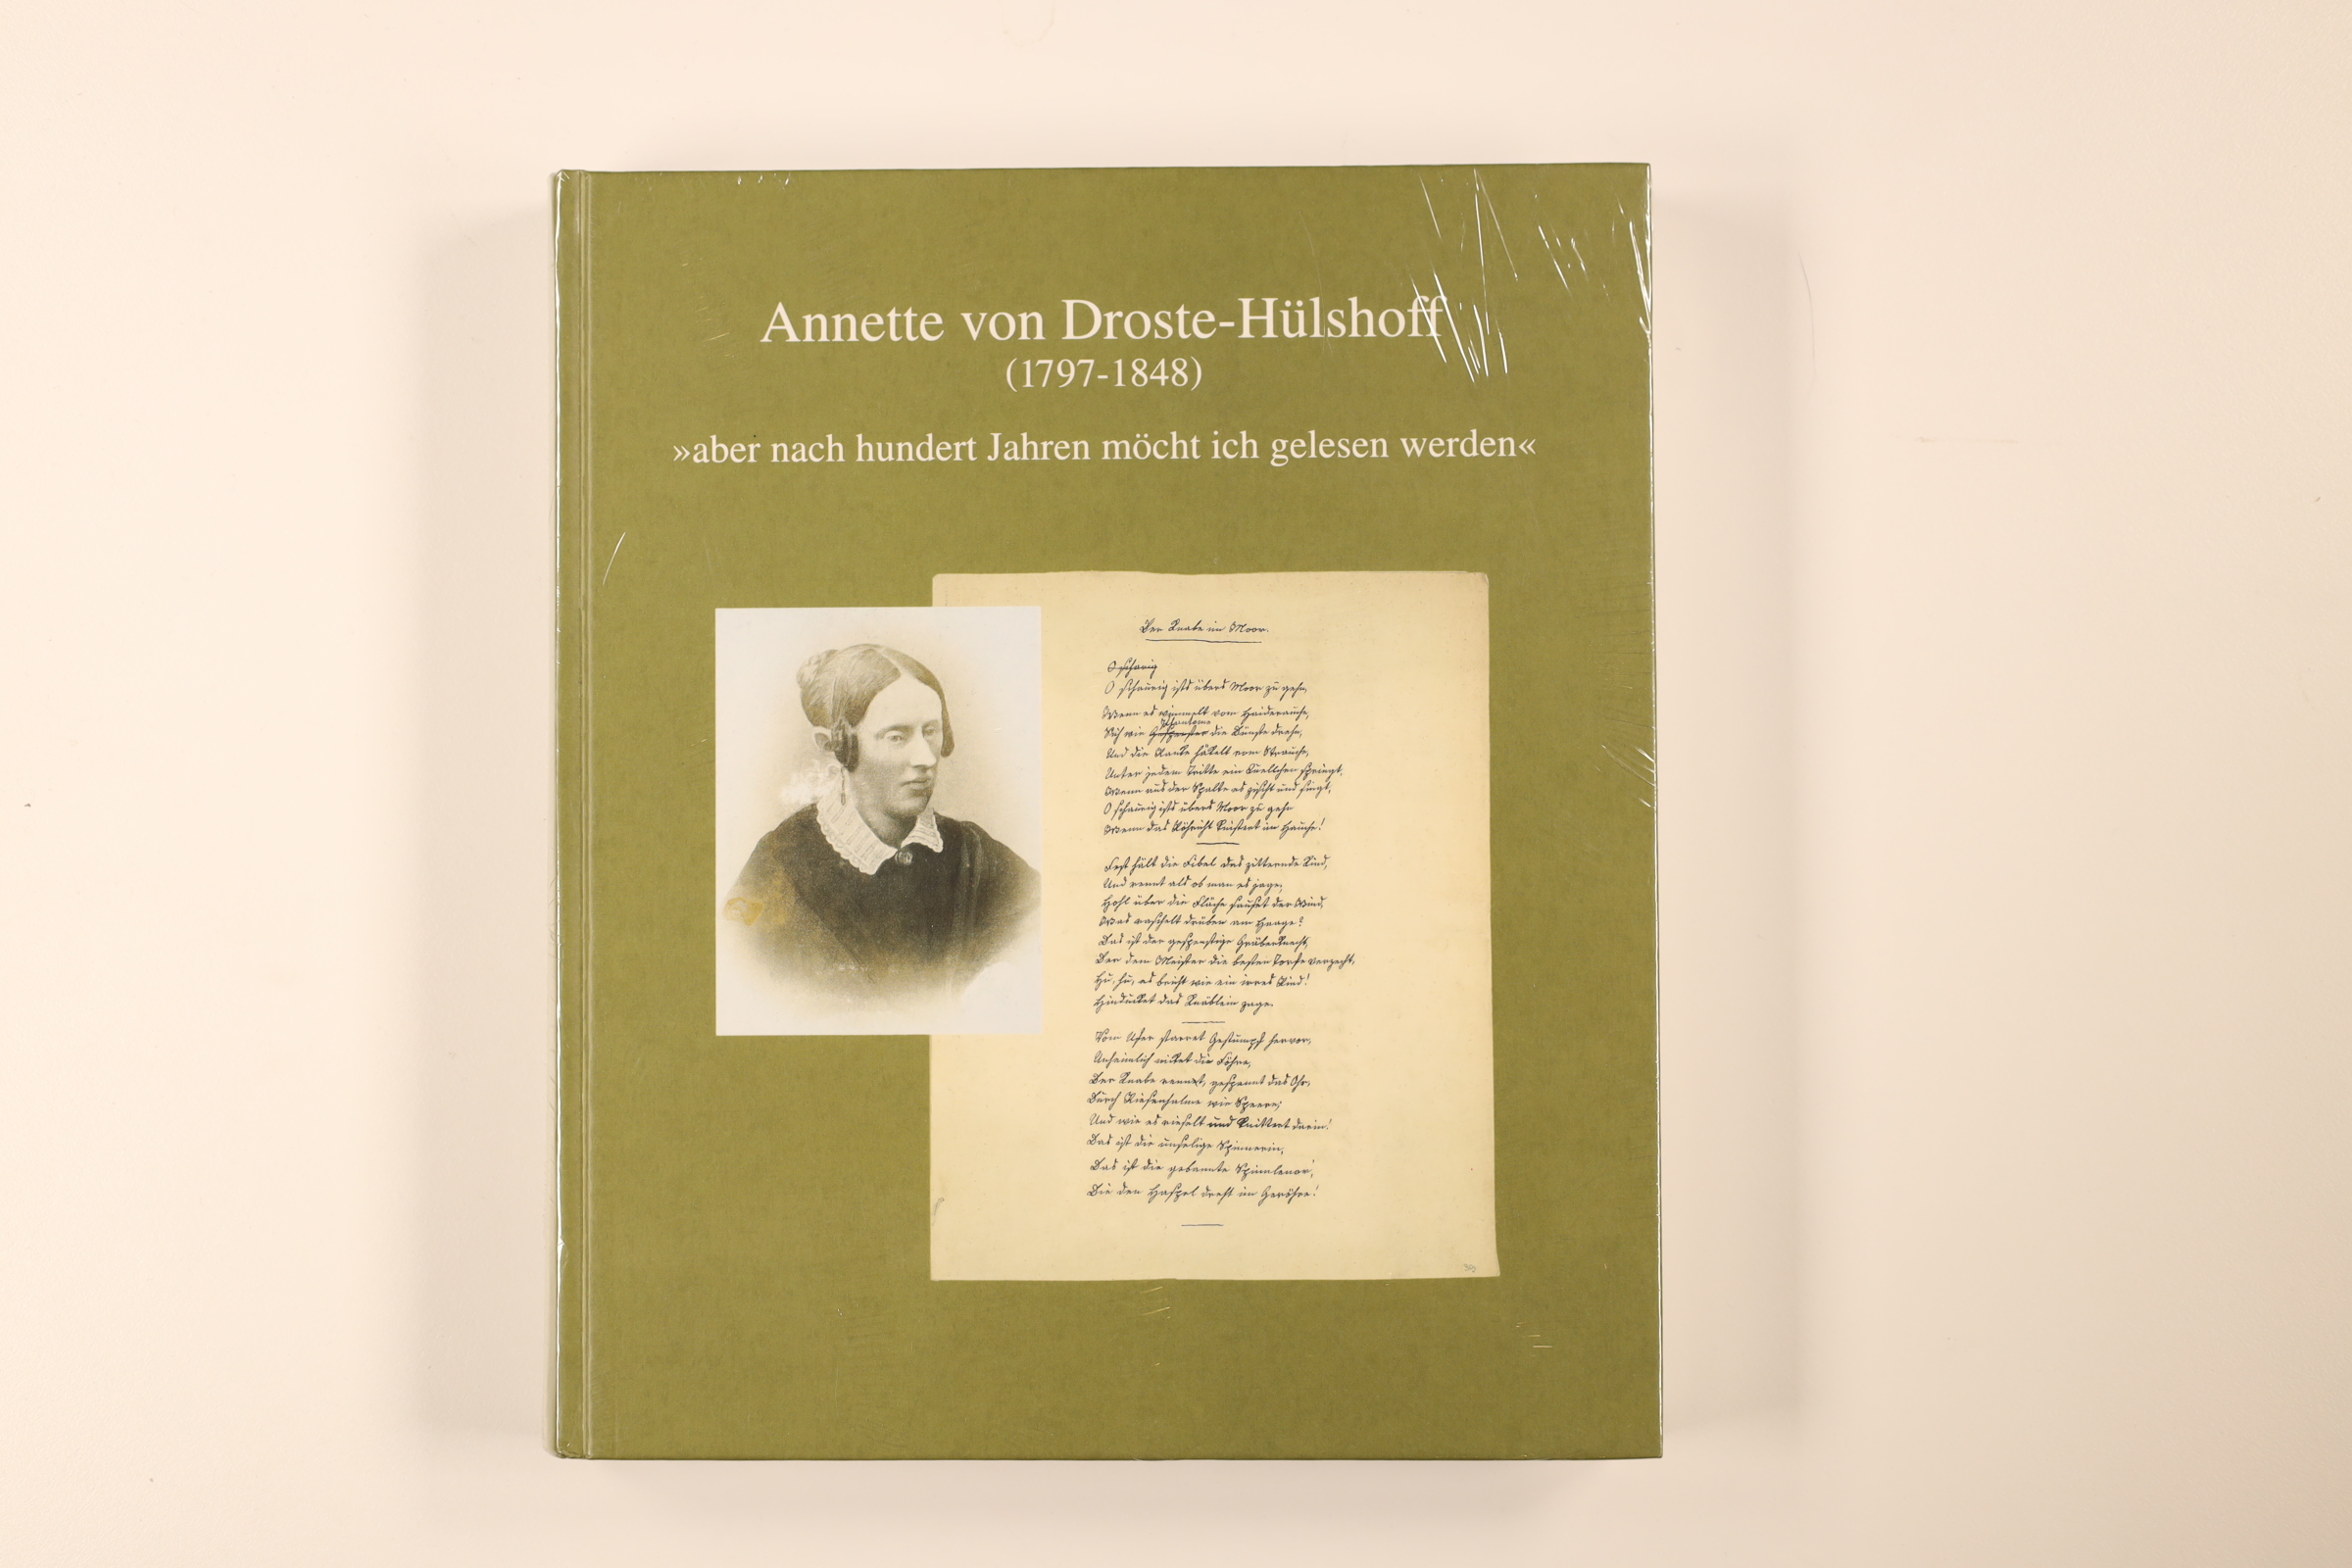 Annette von Droste-Hülshoff
(1797-1848)
»aber nach hundert Jahren möcht ich gelesen werden«
Der Knabe im Moor.
O schaurig
O schaurig ists übers Moor zu gehn,
Wenn es wimmelt vom Haiderauche,
Phantome
Sich wie Gespenster die Dünste drehn,
Und die Ranke häkelt vom Strauche,
Unter jedem Tritte ein Quellchen springt,
Wenn aus der Spalte es zischt und singt,
O schaurig ists übers Moor zu gehn
Wenn das Röhricht knistert im Hauche!
Fest hält die Fibel das zitternde Kind,
Und rennt als ob man es jage;
Hohl über die Fläche sauset der Wind,
Was raschelt drüben am Haage?
Das ist der gespenstige Gräberknecht,
Der dem Meister die besten Torfe verzecht;
Hu, hu, es bricht wie ein irres Rind!
Hinducket das Knäblein zage.
Vom Ufer starret Gestumpf hervor,
Unheimlich nicket die Föhre,
Der Knabe rennt, gespannt das Ohr,
Durch Riesenhalme wie Speere;
Und wie es rieselt und knittert darin!
Das ist die unselige Spinnerin,
Das ist die gebannte Spinnlenor',
Die den Haspel dreht im Geröhre!